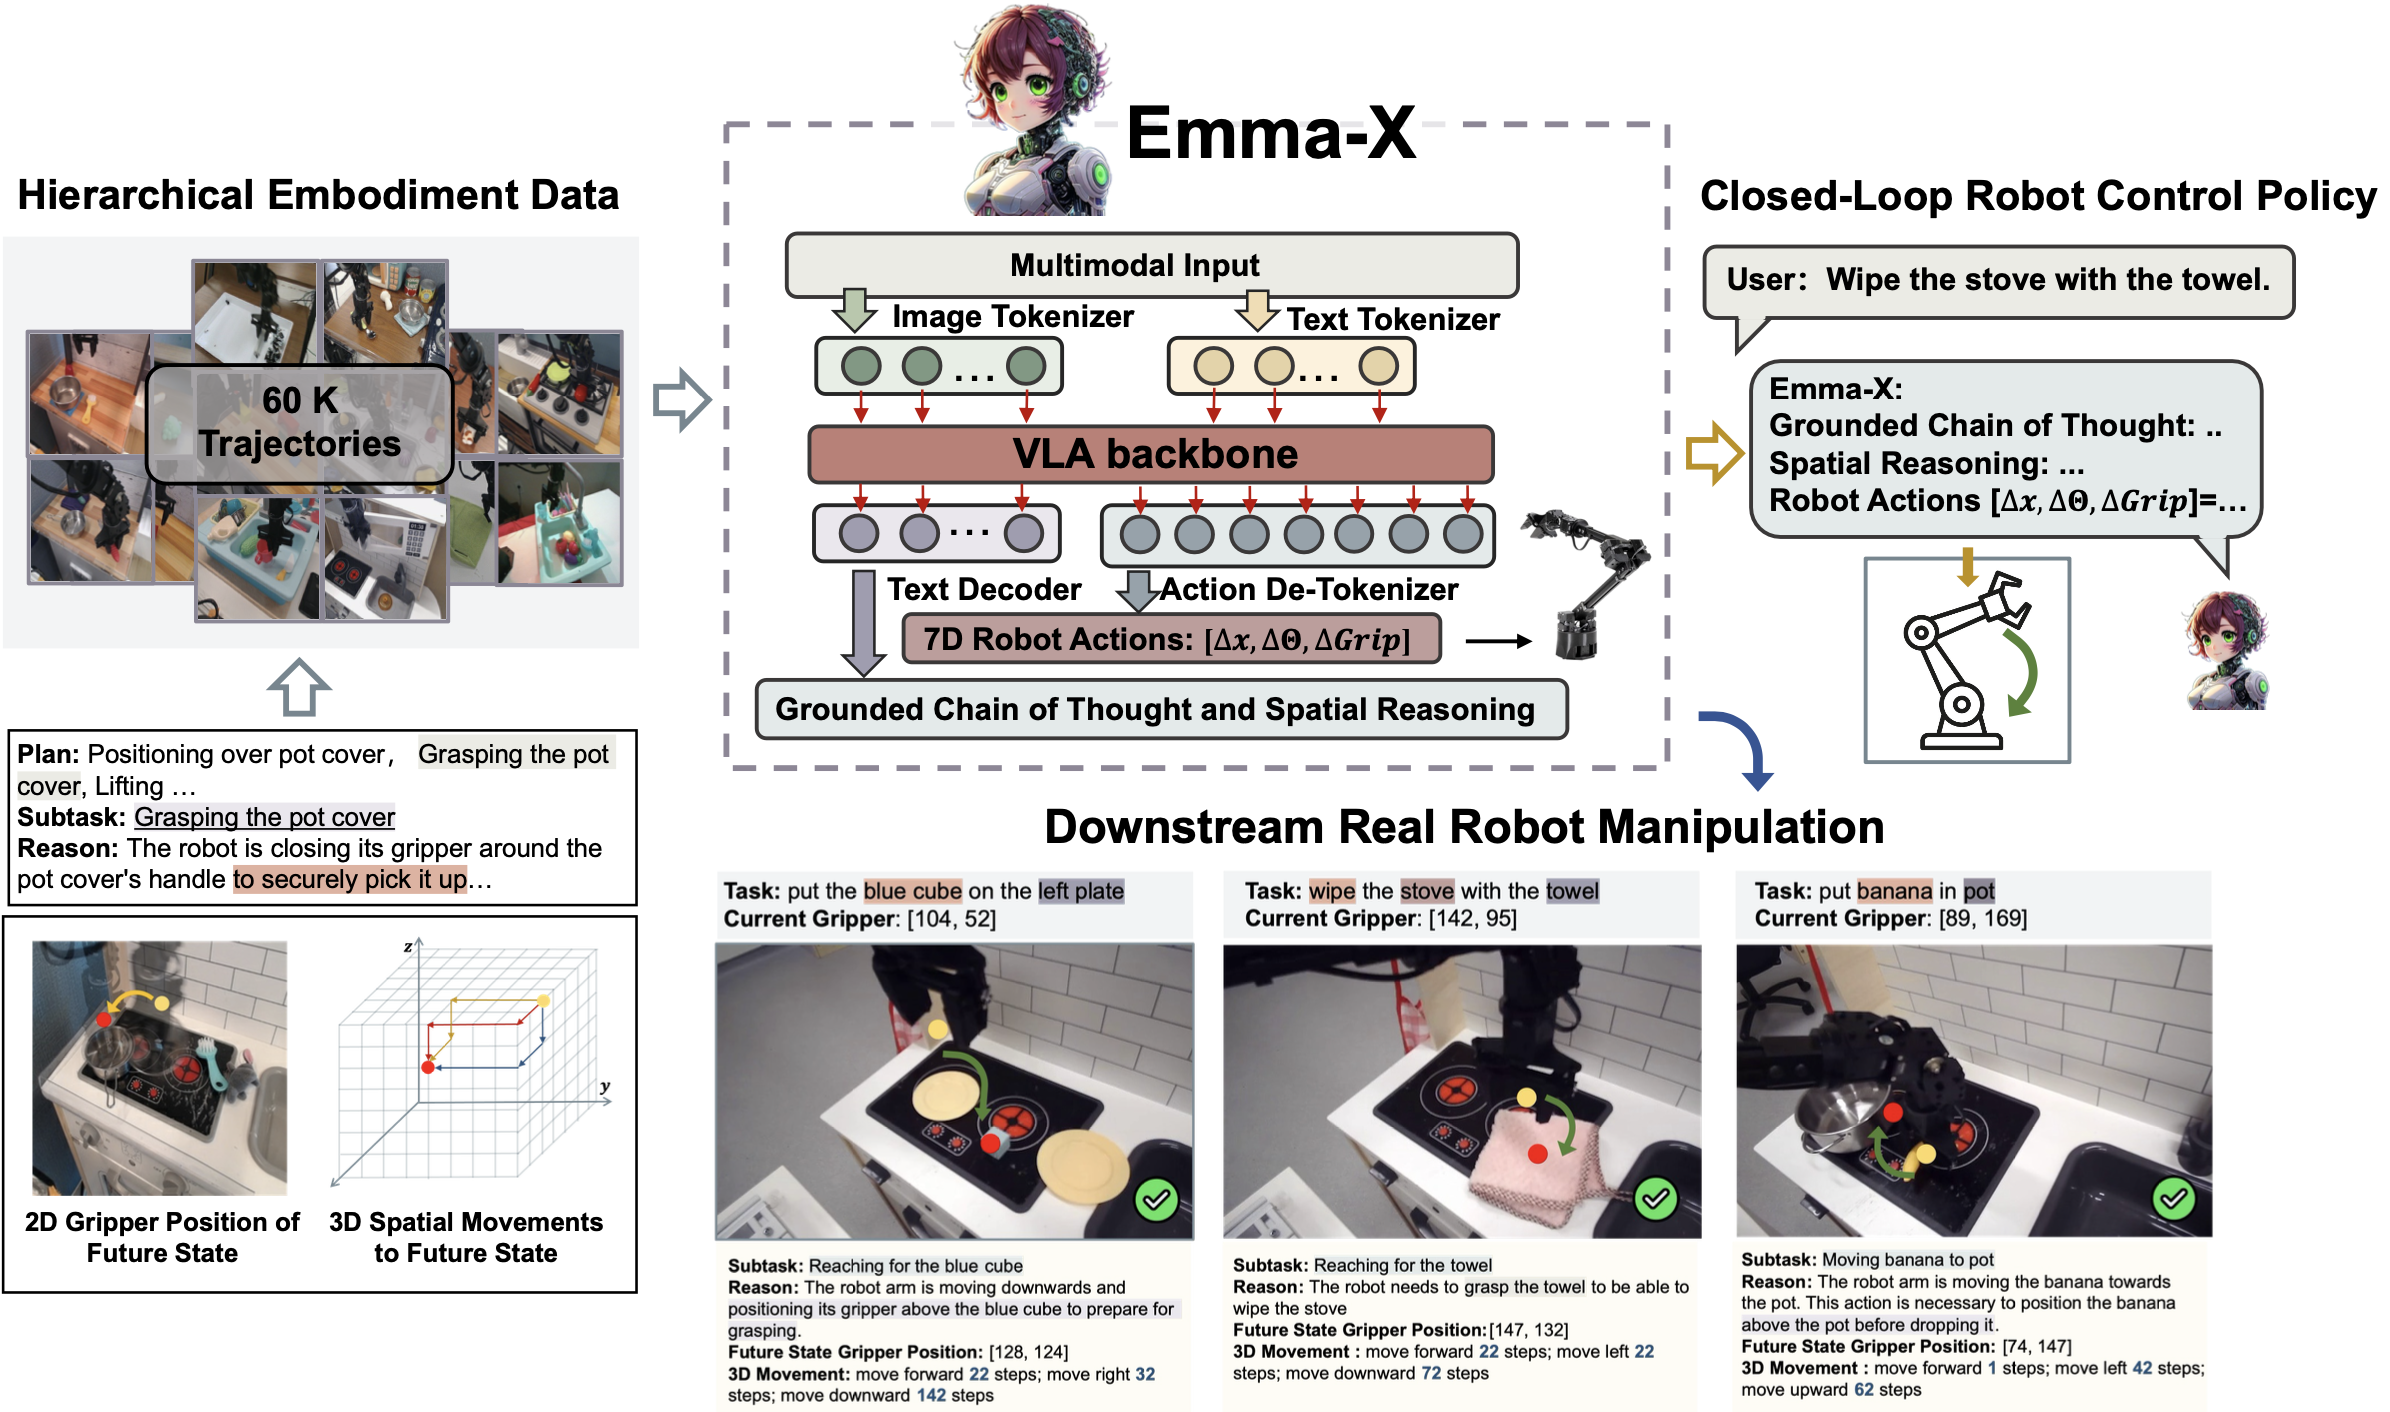 Emma-X
Hierarchical Embodiment Data
60 K
Trajectories
Plan: Positioning over pot cover, Grasping the pot
cover, Lifting ...
Subtask: Grasping the pot cover
Reason: The robot is closing its gripper around the
pot cover's handle to securely pick it up...
z
y
2D Gripper Position of
Future State
3D Spatial Movements
to Future State
Multimodal Input
Image Tokenizer
Text Tokenizer
...
...
VLA backbone
...
Text Decoder
Action De-Tokenizer
7D Robot Actions: [Δx, ΔΘ, ΔGrip]
Grounded Chain of Thought and Spatial Reasoning
Closed-Loop Robot Control Policy
User: Wipe the stove with the towel.
Emma-X:
Grounded Chain of Thought: ..
Spatial Reasoning: ...
Robot Actions [Δx, ΔΘ, ΔGrip]=...
Downstream Real Robot Manipulation
Task: put the blue cube on the left plate
Current Gripper: [104, 52]
Subtask: Reaching for the blue cube
Reason: The robot arm is moving downwards and
positioning its gripper above the blue cube to prepare for
grasping.
Future State Gripper Position: [128, 124]
3D Movement: move forward 22 steps; move right 32
steps; move downward 142 steps
Task: wipe the stove with the towel
Current Gripper: [142, 95]
Subtask: Reaching for the towel
Reason: The robot needs to grasp the towel to be able to
wipe the stove
Future State Gripper Position:[147, 132]
3D Movement : move forward 22 steps; move left 22
steps; move downward 72 steps
Task: put banana in pot
Current Gripper: [89, 169]
Subtask: Moving banana to pot
Reason: The robot arm is moving the banana towards
the pot. This action is necessary to position the banana
above the pot before dropping it.
Future State Gripper Position: [74, 147]
3D Movement : move forward 1 steps; move left 42 steps;
move upward 62 steps